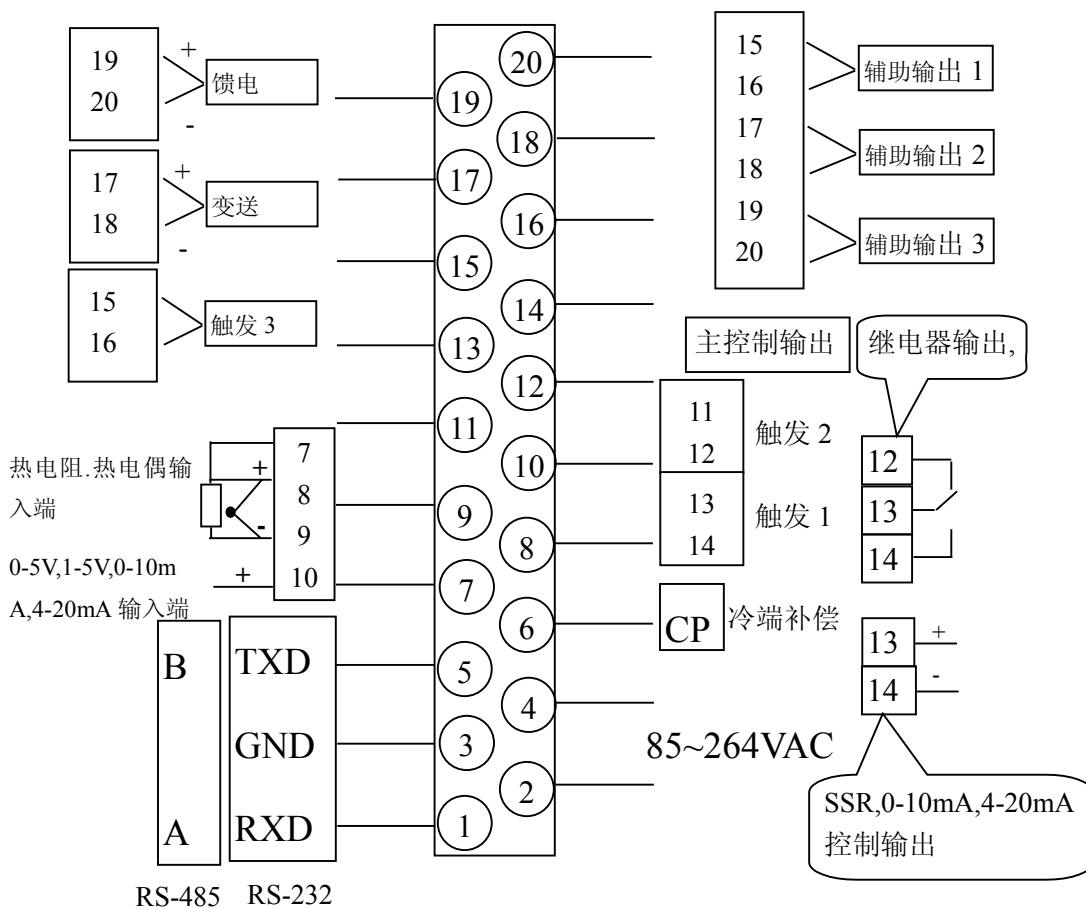 19
20
+
-
馈电
17
18
+
-
变送
15
16
触发 3
20
19
18
17
16
15
14
13
12
11
10
9
8
7
6
5
4
3
2
1
15
16
17
18
19
20
辅助输出 1
辅助输出 2
辅助输出 3
主控制输出
继电器输出,
11
12
触发 2
13
14
触发 1
12
13
14
热电阻.热电偶输
入端
+
-
7
8
9
10
0-5V,1-5V,0-10m
A,4-20mA 输入端
+
CP
冷端补偿
13
14
+
-
B
A
TXD
GND
RXD
85~264VAC
SSR,0-10mA,4-20mA
控制输出
RS-485
RS-232